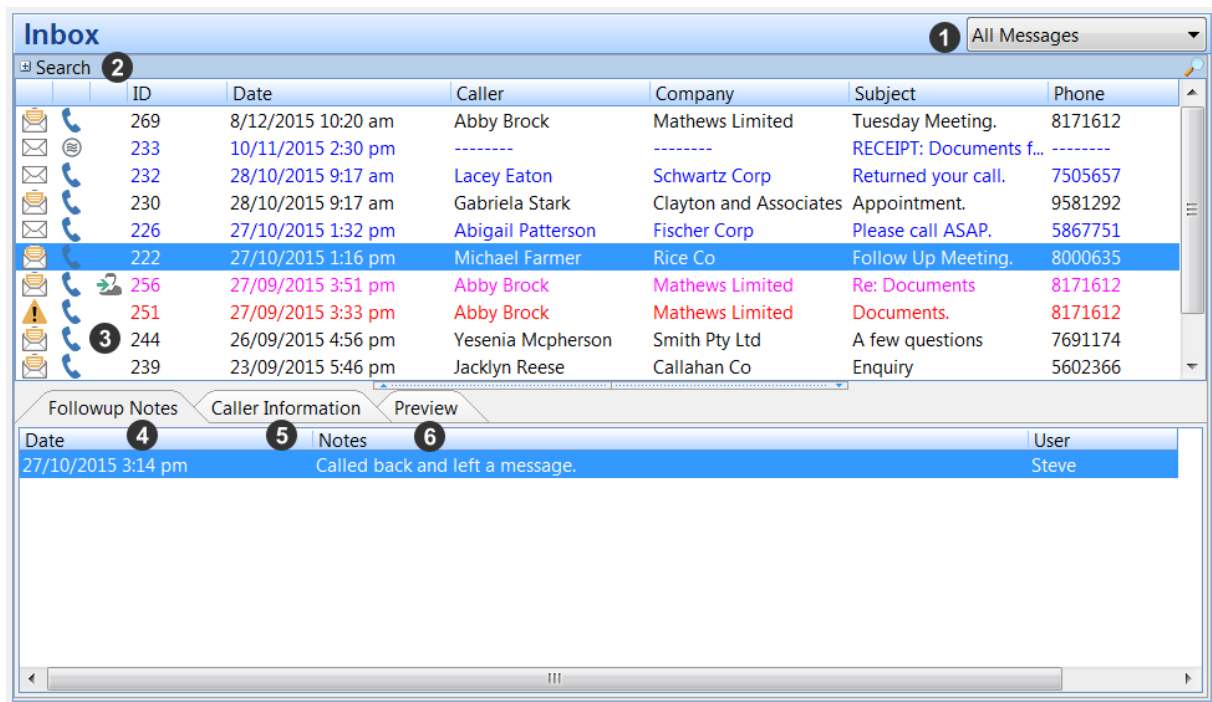 Inbox 1 All Messages
Search 2
ID Date Caller Company Subject Phone
269 8/12/2015 10:20 am Abby Brock Mathews Limited Tuesday Meeting. 8171612
233 10/11/2015 2:30 pm -------- -------- RECEIPT: Documents f... --------
232 28/10/2015 9:17 am Lacey Eaton Schwartz Corp Returned your call. 7505657
230 28/10/2015 9:17 am Gabriela Stark Clayton and Associates Appointment. 9581292
226 27/10/2015 1:32 pm Abigail Patterson Fischer Corp Please call ASAP. 5867751
222 27/10/2015 1:16 pm Michael Farmer Rice Co Follow Up Meeting. 8000635
256 27/09/2015 3:51 pm Abby Brock Mathews Limited Re: Documents 8171612
251 27/09/2015 3:33 pm Abby Brock Mathews Limited Documents. 8171612
3 244 26/09/2015 4:56 pm Yesenia Mcpherson Smith Pty Ltd A few questions 7691174
239 23/09/2015 5:46 pm Jacklyn Reese Callahan Co Enquiry 5602366
Followup Notes Caller Information Preview
Date 4 5 Notes 6 User
27/10/2015 3:14 pm Called back and left a message. Steve